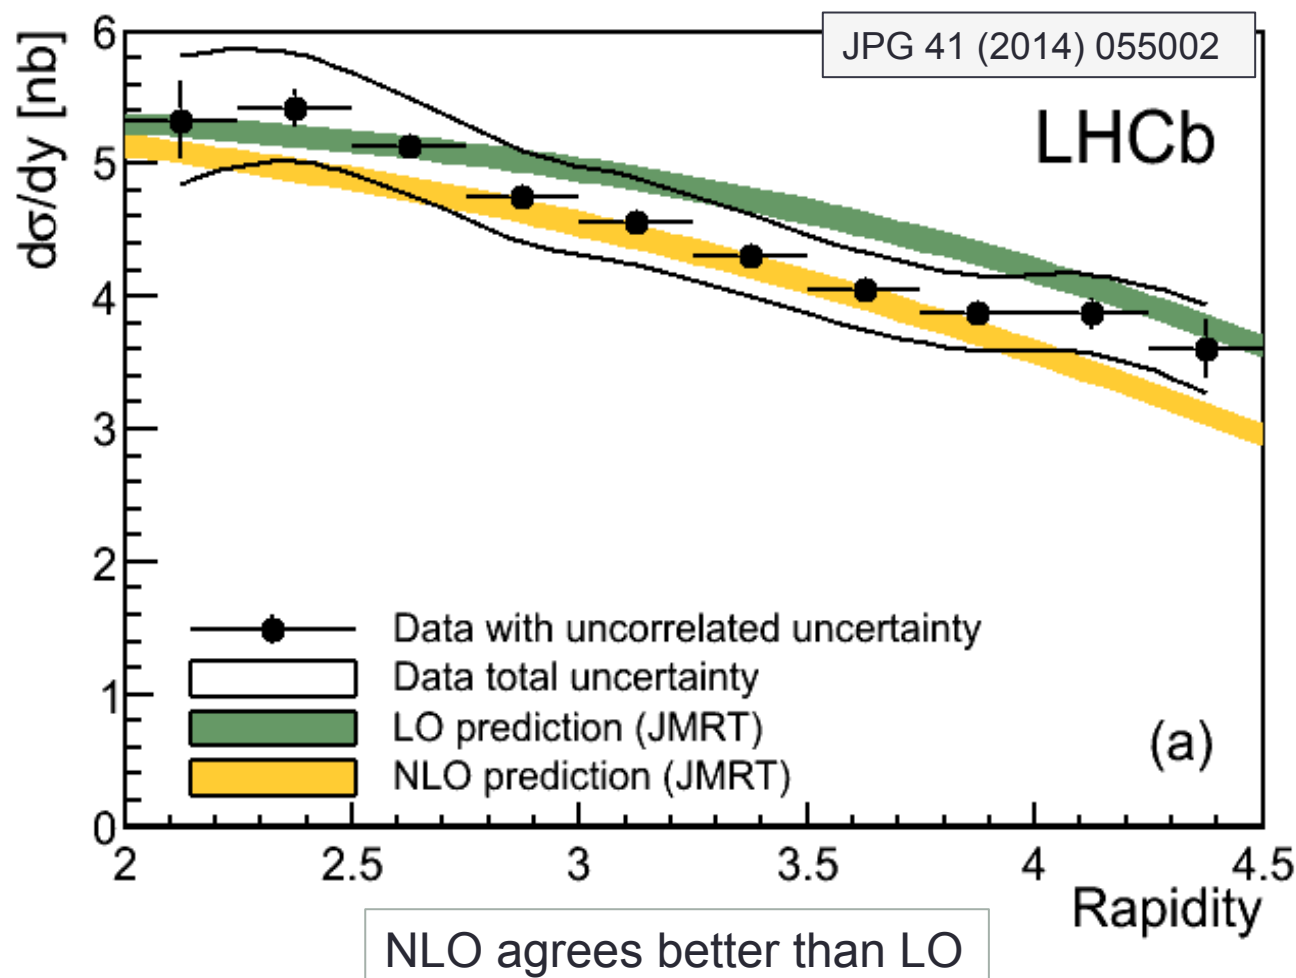 JPG 41 (2014) 055002
LHCb
dσ/dy [nb]
6
5
4
3
2
1
0
Data with uncorrelated uncertainty
Data total uncertainty
LO prediction (JMRT)
NLO prediction (JMRT)
(a)
2 2.5 3 3.5 4 4.5
Rapidity
NLO agrees better than LO